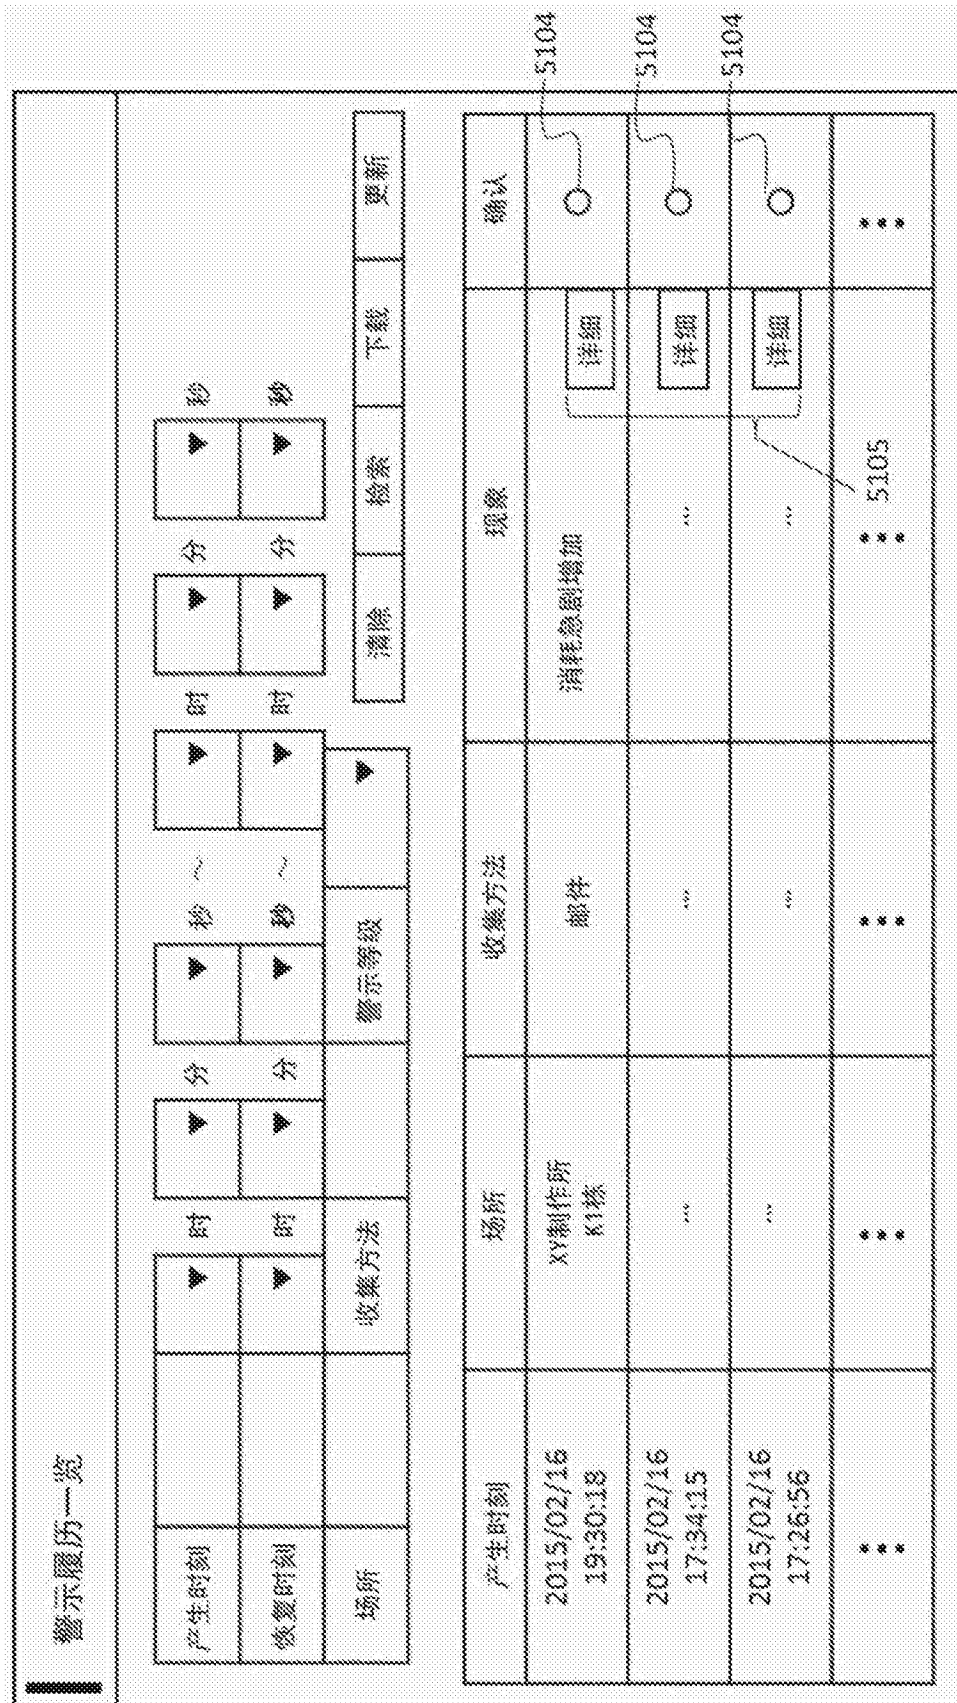 警示履历一览
产生时刻 ▼ 时 ▼ 分 ▼ 秒 ～ ▼ 时 ▼ 分 ▼ 秒
恢复时刻 ▼ 时 ▼ 分 ▼ 秒 ～ ▼ 时 ▼ 分 ▼ 秒
场所 收集方法 警示等级 ▼ 清除 检索 下载 更新
产生时刻 场所 收集方法 现象 确认
2015/02/16 XY制作所 邮件 消耗急剧增加 详细 ○ 5104
19:30:18 K1栋
2015/02/16 … … … 详细 ○ 5104
17:34:15
2015/02/16 … … … 详细 ○ 5104
17:26:56
⋮ ⋮ ⋮ ⋮ 5105 ⋮